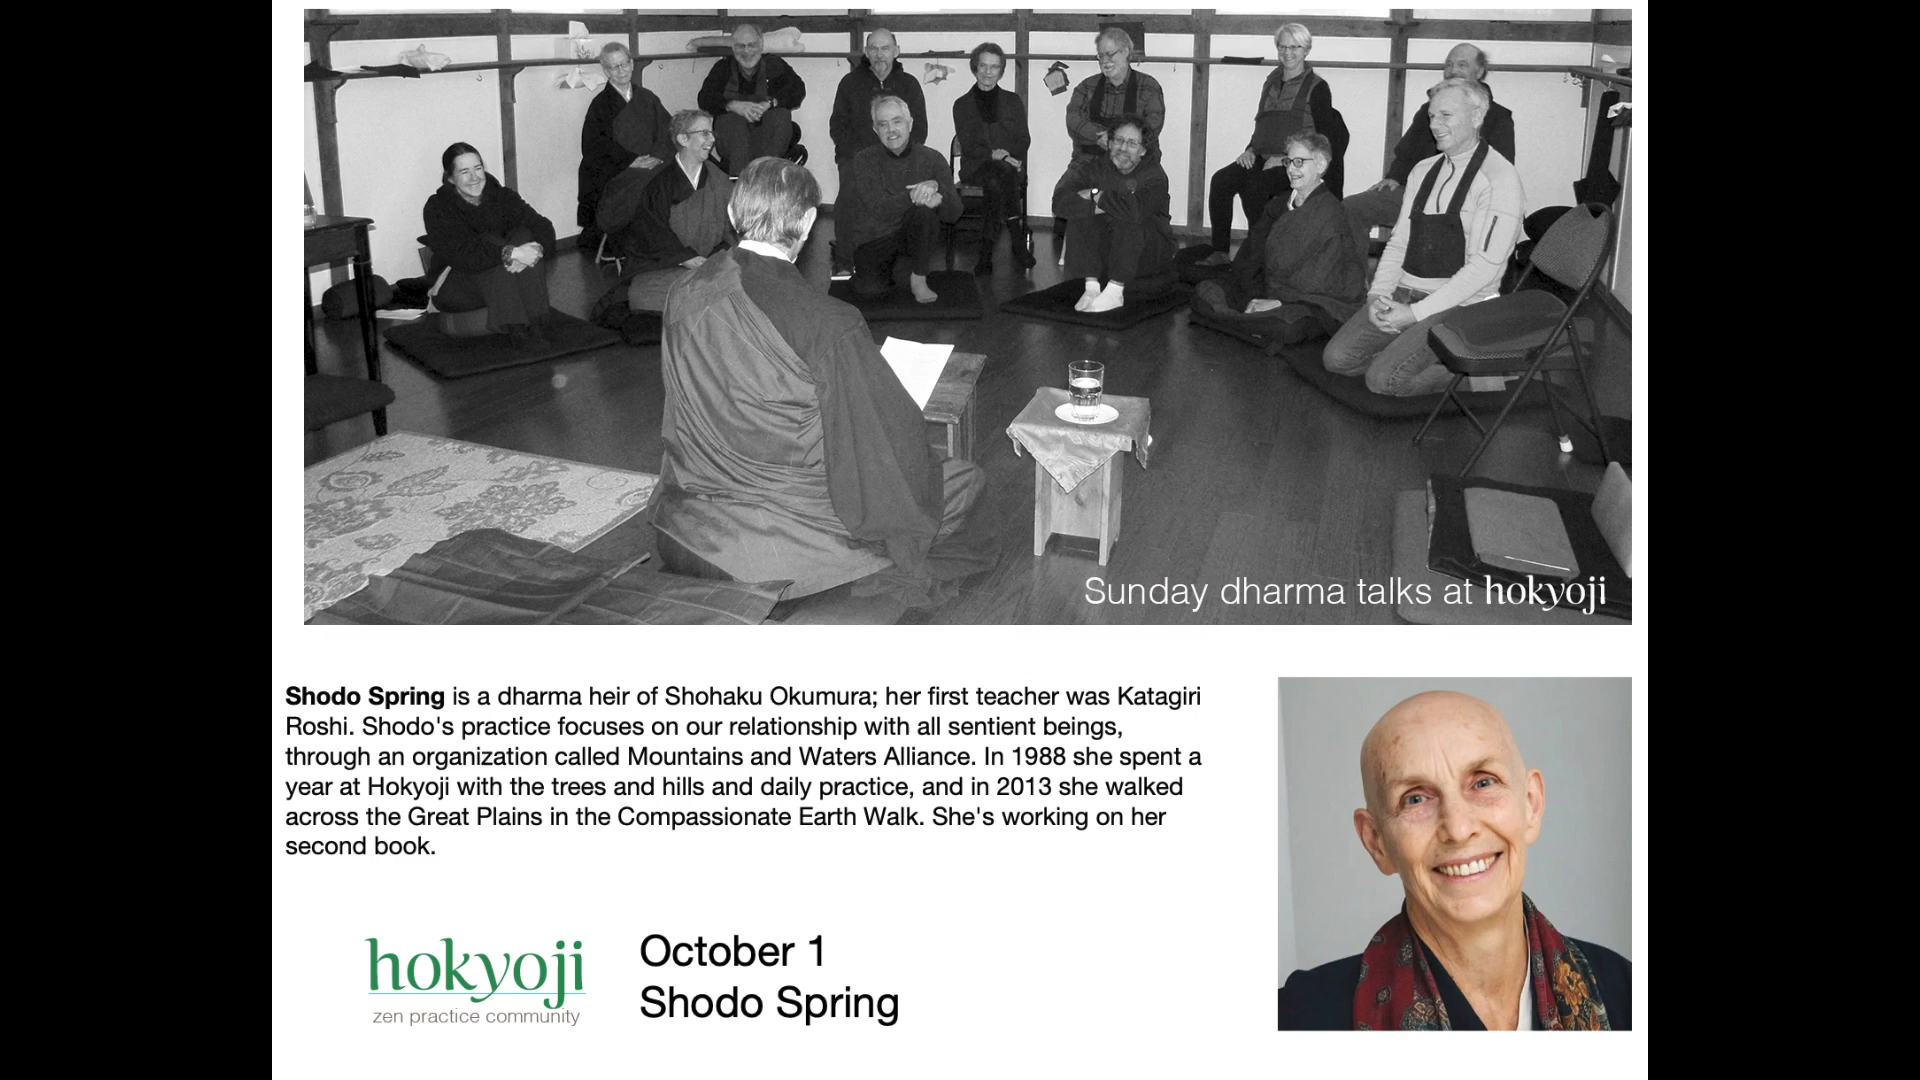 Sunday dharma talks at hokyoji
Shodo Spring is a dharma heir of Shohaku Okumura; her first teacher was Katagiri
Roshi. Shodo's practice focuses on our relationship with all sentient beings,
through an organization called Mountains and Waters Alliance. In 1988 she spent a
year at Hokyoji with the trees and hills and daily practice, and in 2013 she walked
across the Great Plains in the Compassionate Earth Walk. She's working on her
second book.
hokyoji
zen practice community
October 1
Shodo Spring